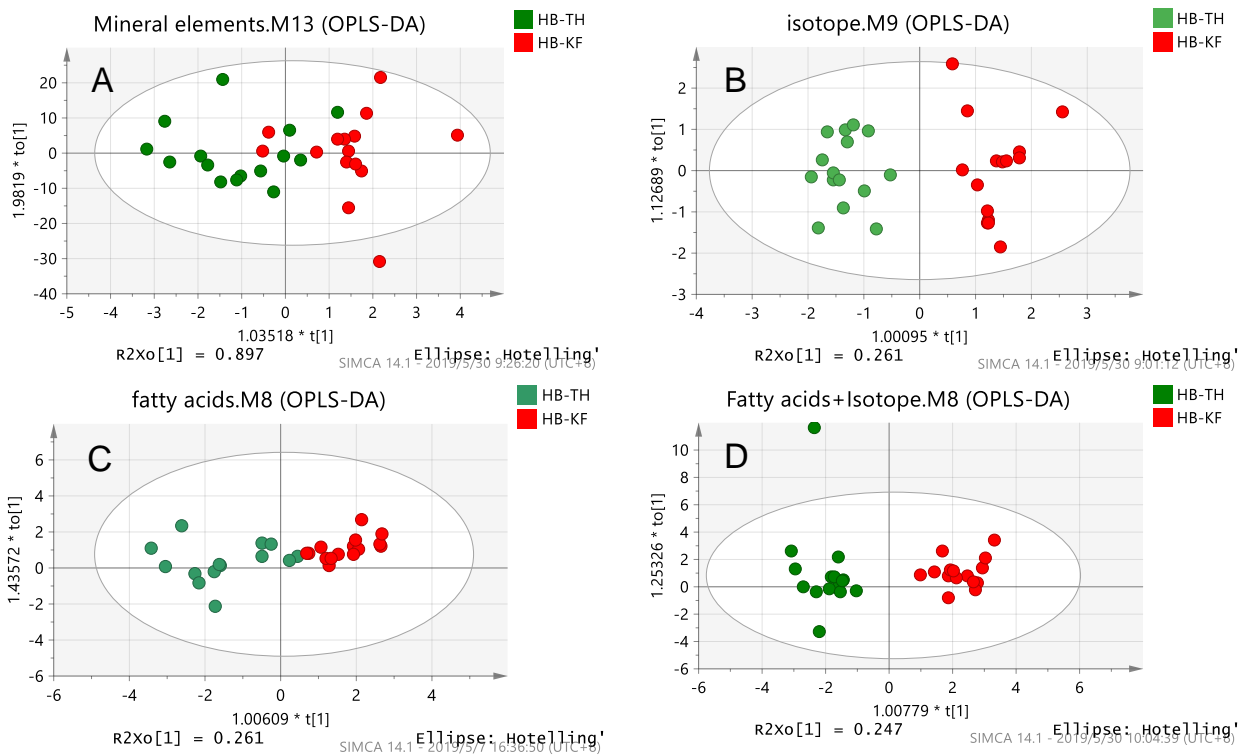 Mineral elements.M13 (OPLS-DA)
HB-TH
HB-KF
A
20
10
0
-10
-20
-30
-40
1.9819 * to[1]
-5 -4 -3 -2 -1 0 1 2 3 4
1.03518 * t[1]
R2Xo[1] = 0.897
Ellipse: Hotelling'
SIMCA 14.1 - 2019/5/30 9:26:20 (UTC+8)
isotope.M9 (OPLS-DA)
HB-TH
HB-KF
B
2
1
0
-1
-2
-3
1.12689 * to[1]
-4 -3 -2 -1 0 1 2 3
1.00095 * t[1]
R2Xo[1] = 0.261
Ellipse: Hotelling'
SIMCA 14.1 - 2019/5/30 9:01:12 (UTC+8)
fatty acids.M8 (OPLS-DA)
HB-TH
HB-KF
C
6
4
2
0
-2
-4
-6
1.43572 * to[1]
-6 -4 -2 0 2 4
1.00609 * t[1]
R2Xo[1] = 0.261
Ellipse: Hotelling'
SIMCA 14.1 - 2019/5/7 16:36:50 (UTC+8)
Fatty acids+Isotope.M8 (OPLS-DA)
HB-TH
HB-KF
D
10
8
6
4
2
0
-2
-4
-6
1.25326 * to[1]
-6 -4 -2 0 2 4 6
1.00779 * t[1]
R2Xo[1] = 0.247
Ellipse: Hotelling'
SIMCA 14.1 - 2019/5/30 10:04:39 (UTC+8)